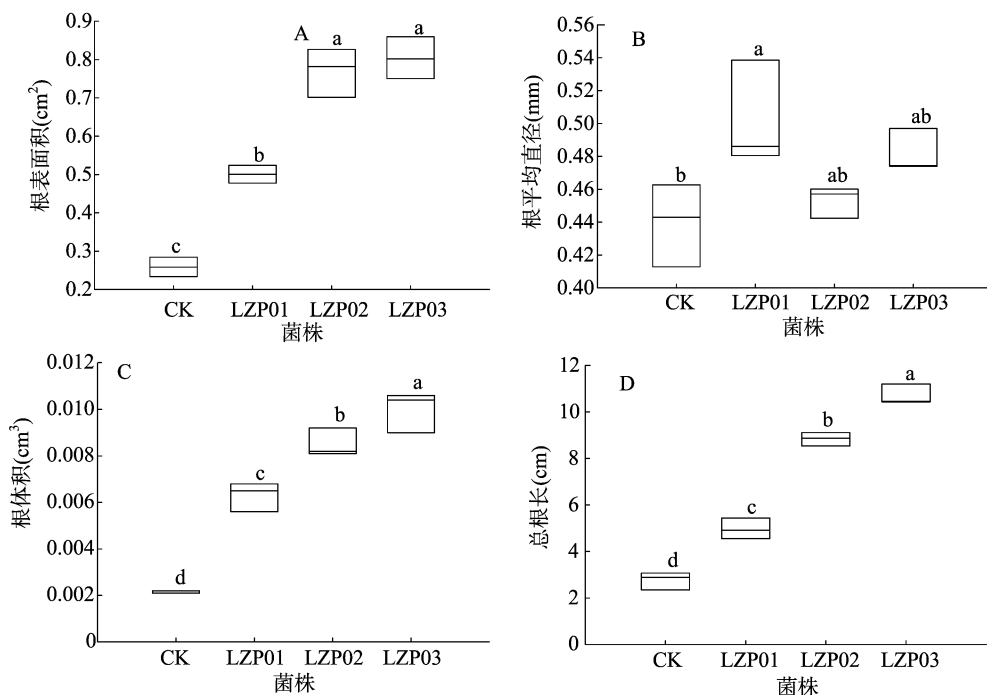 A
根表面积(cm²)
0.9
0.8
0.7
0.6
0.5
0.4
0.3
0.2
c
b
a
a
CK
LZP01
LZP02
LZP03
菌株
B
根平均直径(mm)
0.56
0.54
0.52
0.50
0.48
0.46
0.44
0.42
0.40
b
a
ab
ab
CK
LZP01
LZP02
LZP03
菌株
C
根体积(cm³)
0.012
0.010
0.008
0.006
0.004
0.002
0
d
c
b
a
CK
LZP01
LZP02
LZP03
菌株
D
总根长(cm)
12
10
8
6
4
2
0
d
c
b
a
CK
LZP01
LZP02
LZP03
菌株